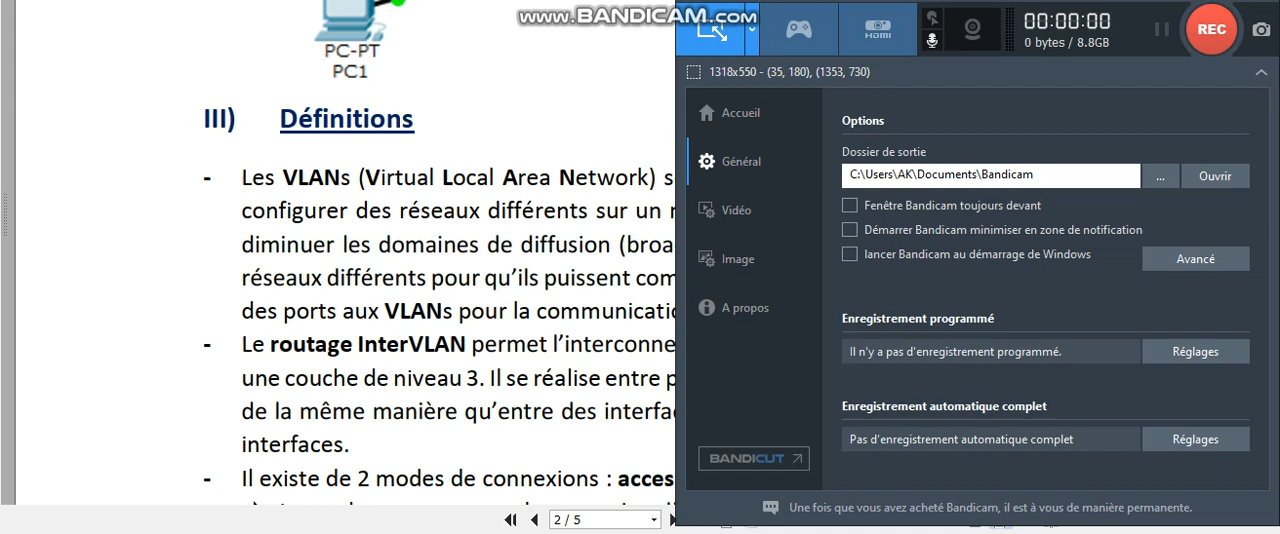 www.BANDICAM.com
PC-PT
PC1
III) Définitions
- Les VLANs (Virtual Local Area Network) s
configurer des réseaux différents sur un r
diminuer les domaines de diffusion (broa
réseaux différents pour qu'ils puissent com
des ports aux VLANs pour la communicatio
- Le routage InterVLAN permet l'interconne
une couche de niveau 3. Il se réalise entre p
de la même manière qu'entre des interfac
interfaces.
- Il existe de 2 modes de connexions : acces
2 / 5
HDMI
00:00:00
0 bytes / 8.8GB
REC
1318x550 - (35, 180), (1353, 730)
Accueil
Général
Vidéo
Image
A propos
BANDICUT
Options
Dossier de sortie
C:\Users\AK\Documents\Bandicam
...
Ouvrir
Fenêtre Bandicam toujours devant
Démarrer Bandicam minimiser en zone de notification
lancer Bandicam au démarrage de Windows
Avancé
Enregistrement programmé
Il n'y a pas d'enregistrement programmé.
Réglages
Enregistrement automatique complet
Pas d'enregistrement automatique complet
Réglages
Une fois que vous avez acheté Bandicam, il est à vous de manière permanente.